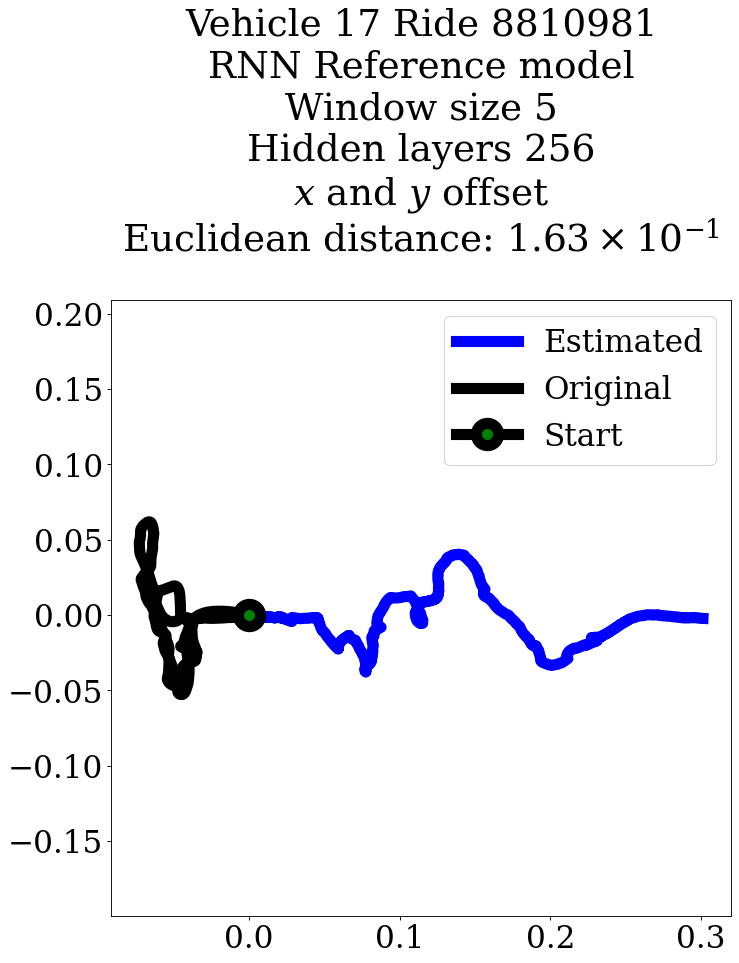 Vehicle 17 Ride 8810981
RNN Reference model
Window size 5
Hidden layers 256
x and y offset
Euclidean distance: 1.63 × 10⁻¹
Estimated
Original
Start
0.20
0.15
0.10
0.05
0.00
−0.05
−0.10
−0.15
0.0 0.1 0.2 0.3